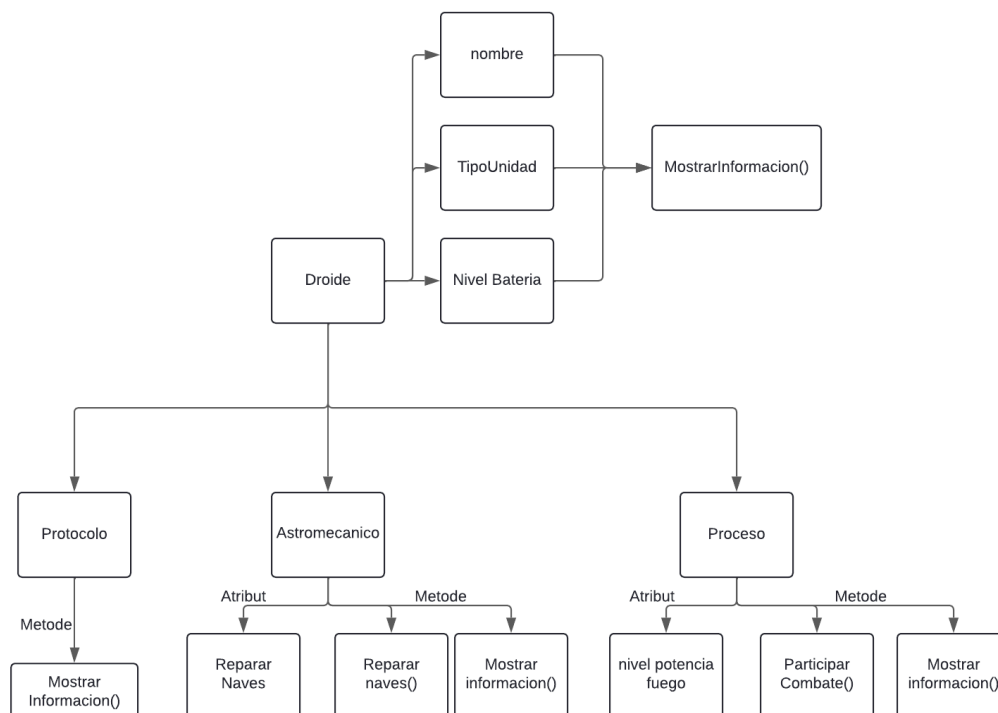 nombre
TipoUnidad
MostrarInformacion()
Droide
Nivel Bateria
Protocolo
Astromecanico
Proceso
Metode
Atribut
Metode
Atribut
Metode
Mostrar
Informacion()
Reparar
Naves
Reparar
naves()
Mostrar
informacion()
nivel potencia
fuego
Participar
Combate()
Mostrar
informacion()